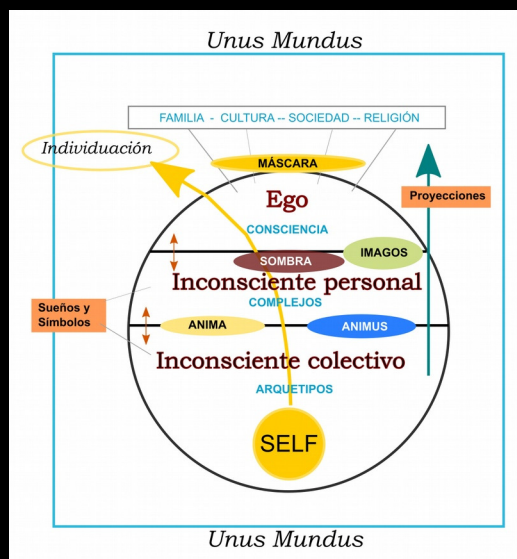 Unus Mundus
FAMILIA - CULTURA -- SOCIEDAD -- RELIGIÓN
Individuación
MÁSCARA
Ego
Proyecciones
CONSCIENCIA
IMAGOS
SOMBRA
Inconsciente personal
COMPLEJOS
Sueños y
Símbolos
ANIMA
ANIMUS
Inconsciente colectivo
ARQUETIPOS
SELF
Unus Mundus